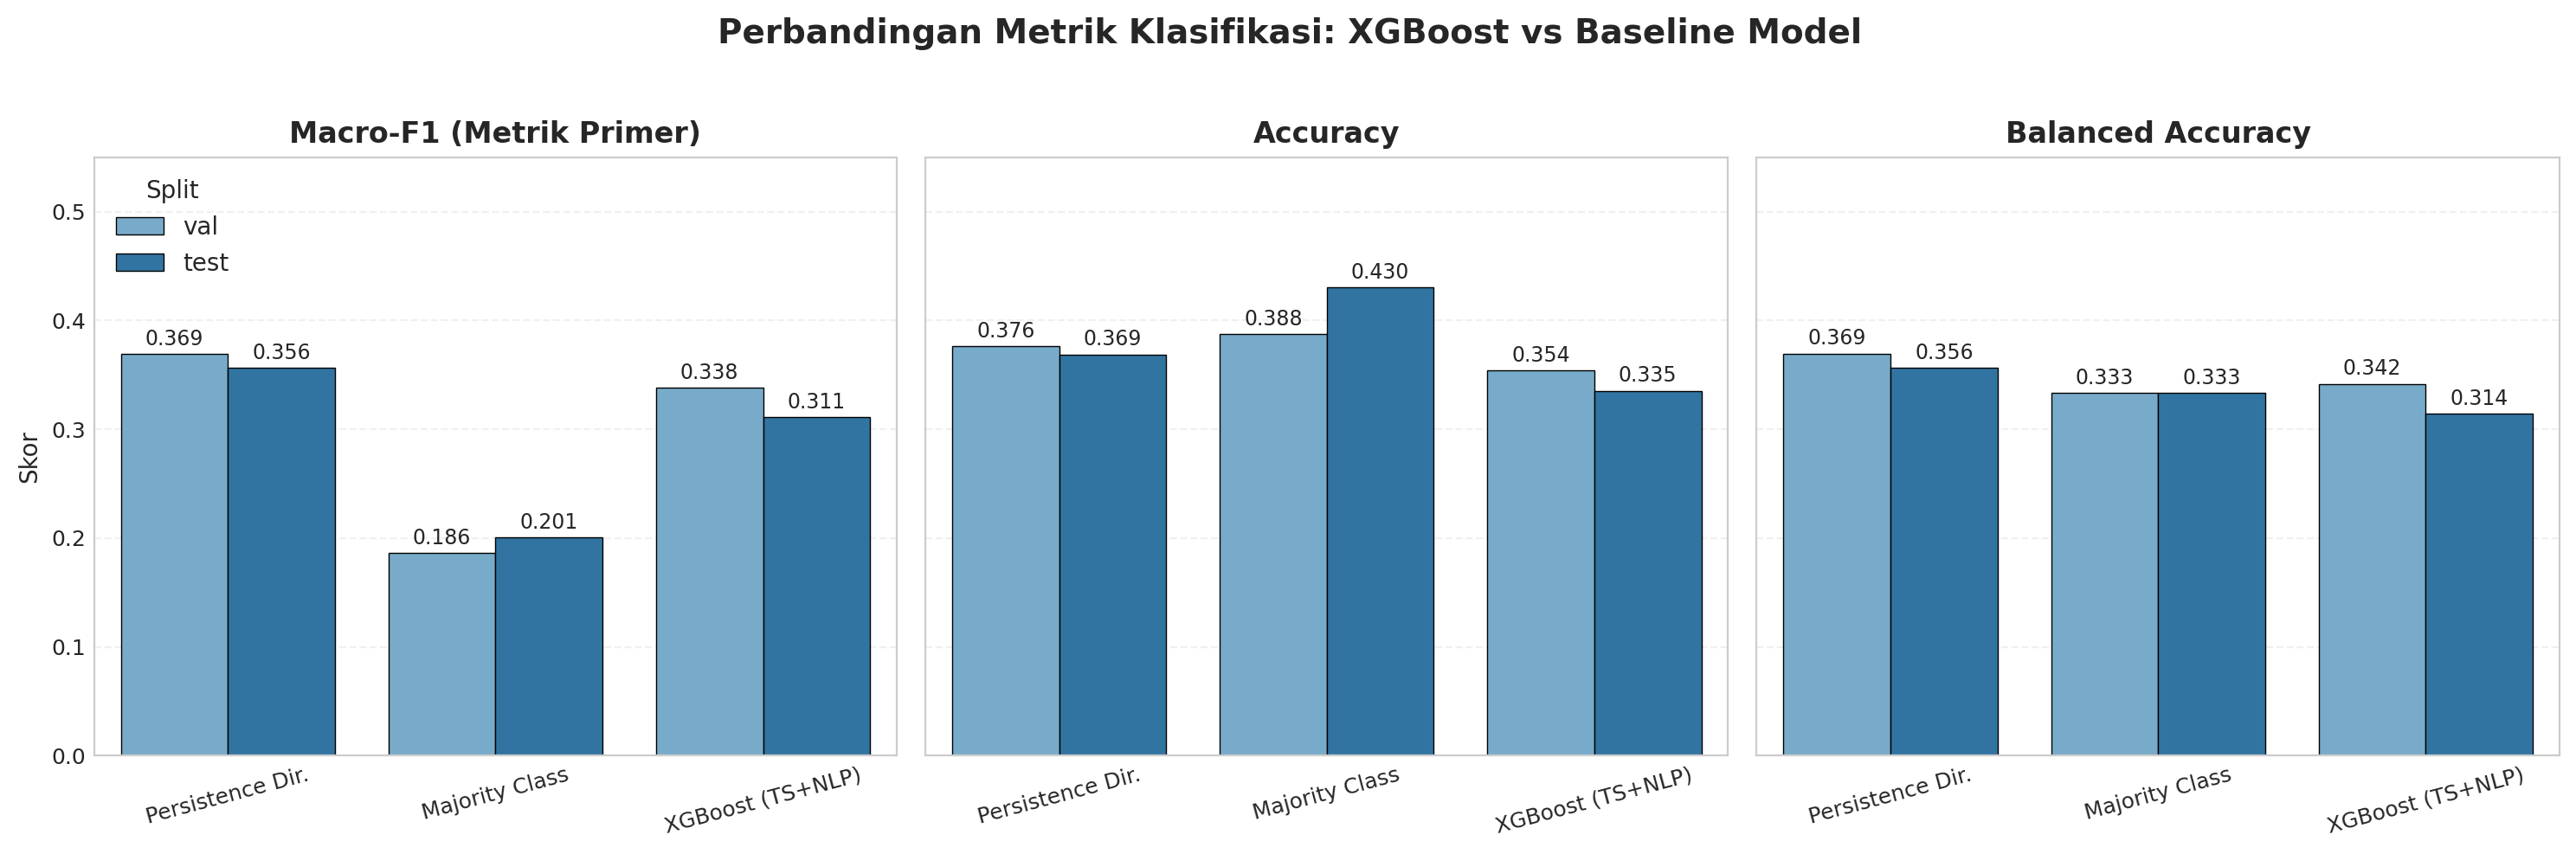 Perbandingan Metrik Klasifikasi: XGBoost vs Baseline Model
Macro-F1 (Metrik Primer)
Skor
0.5
0.4
0.3
0.2
0.1
0.0
Split
val
test
0.369
0.356
0.186
0.201
0.338
0.311
Persistence Dir.
Majority Class
XGBoost (TS+NLP)
Accuracy
0.376
0.369
0.388
0.430
0.354
0.335
Persistence Dir.
Majority Class
XGBoost (TS+NLP)
Balanced Accuracy
0.369
0.356
0.333
0.333
0.342
0.314
Persistence Dir.
Majority Class
XGBoost (TS+NLP)